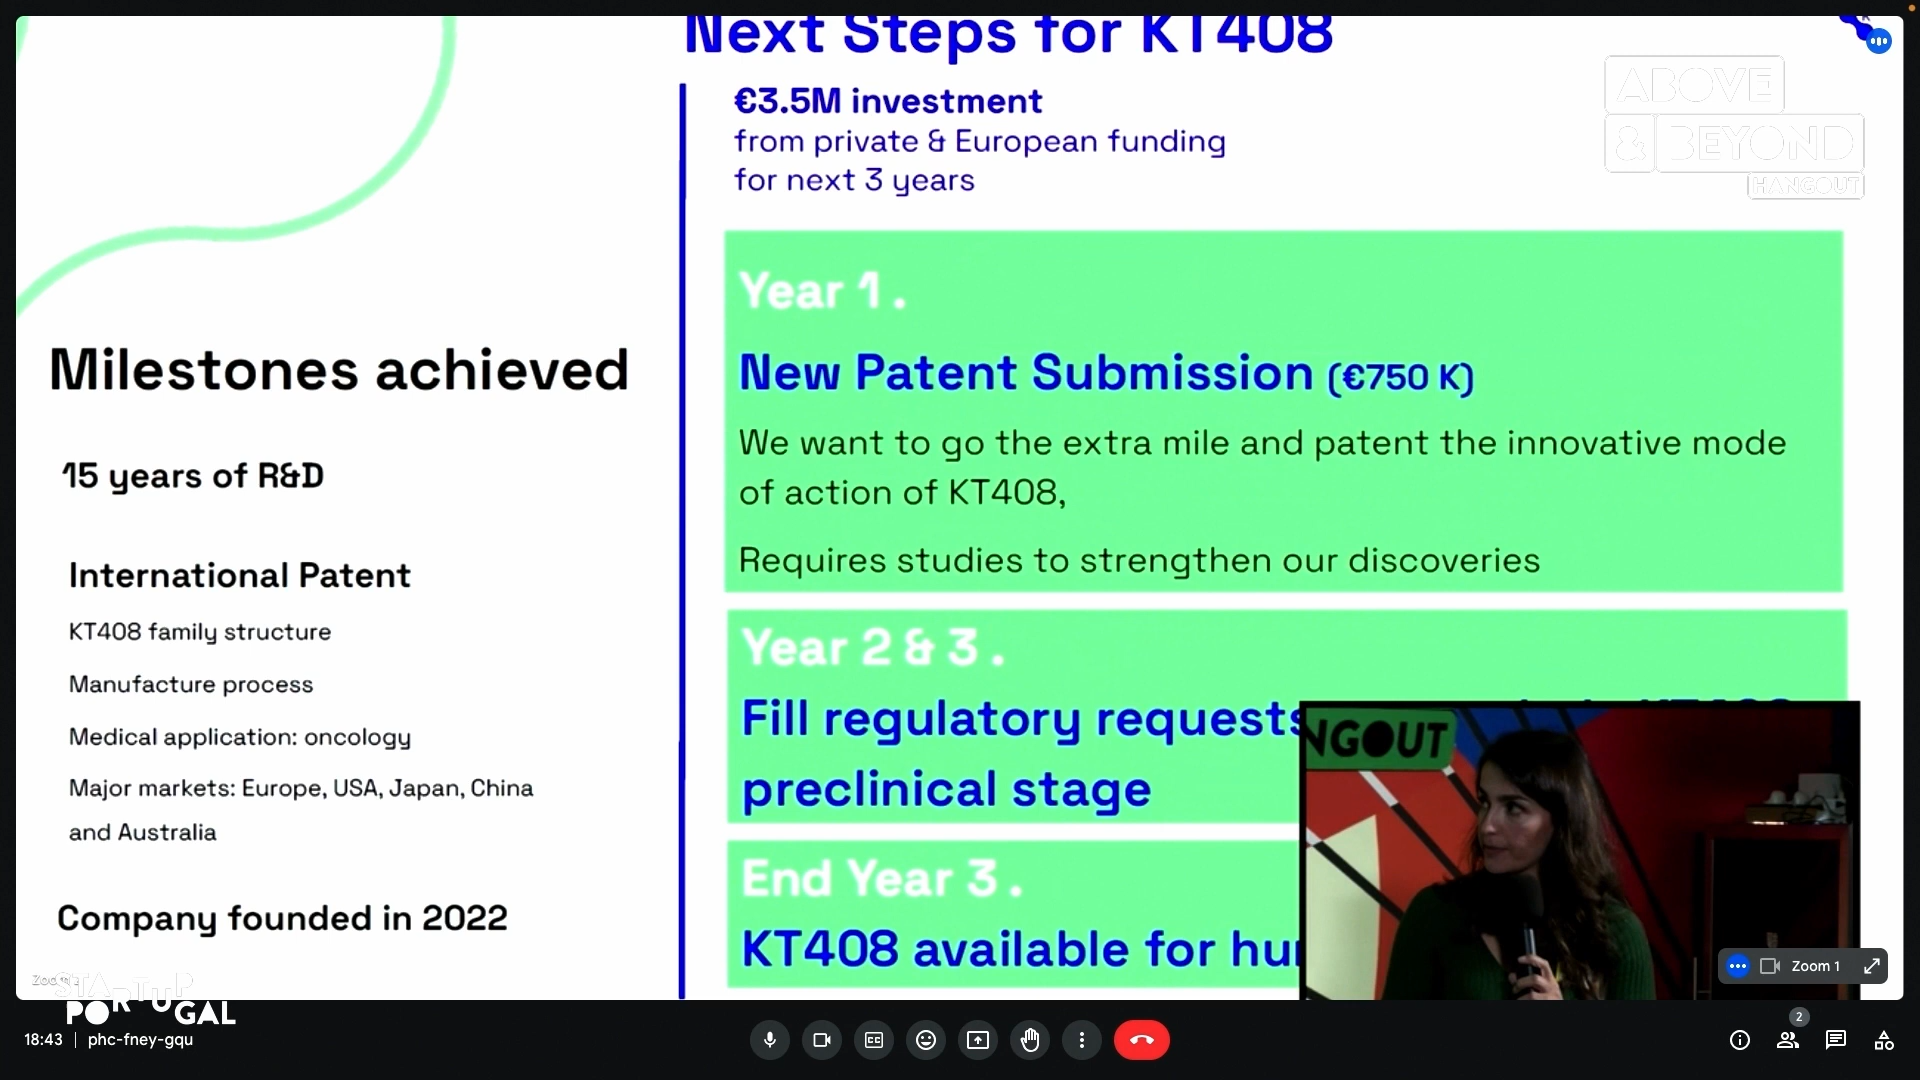 Next Steps for KT408
ABOVE
& BEYOND
HANGOUT
€3.5M investment
from private & European funding
for next 3 years
Year 1 .
New Patent Submission (€750 K)
We want to go the extra mile and patent the innovative mode
of action of KT408,
Requires studies to strengthen our discoveries
Year 2 & 3 .
Fill regulatory requests
preclinical stage
End Year 3 .
KT408 available for
Milestones achieved
15 years of R&D
International Patent
KT408 family structure
Manufacture process
Medical application: oncology
Major markets: Europe, USA, Japan, China
and Australia
Company founded in 2022
NGOUT
Zoom 1
STARTUP
PORTUGAL
18:43 | phc-fney-gqu
CC
2